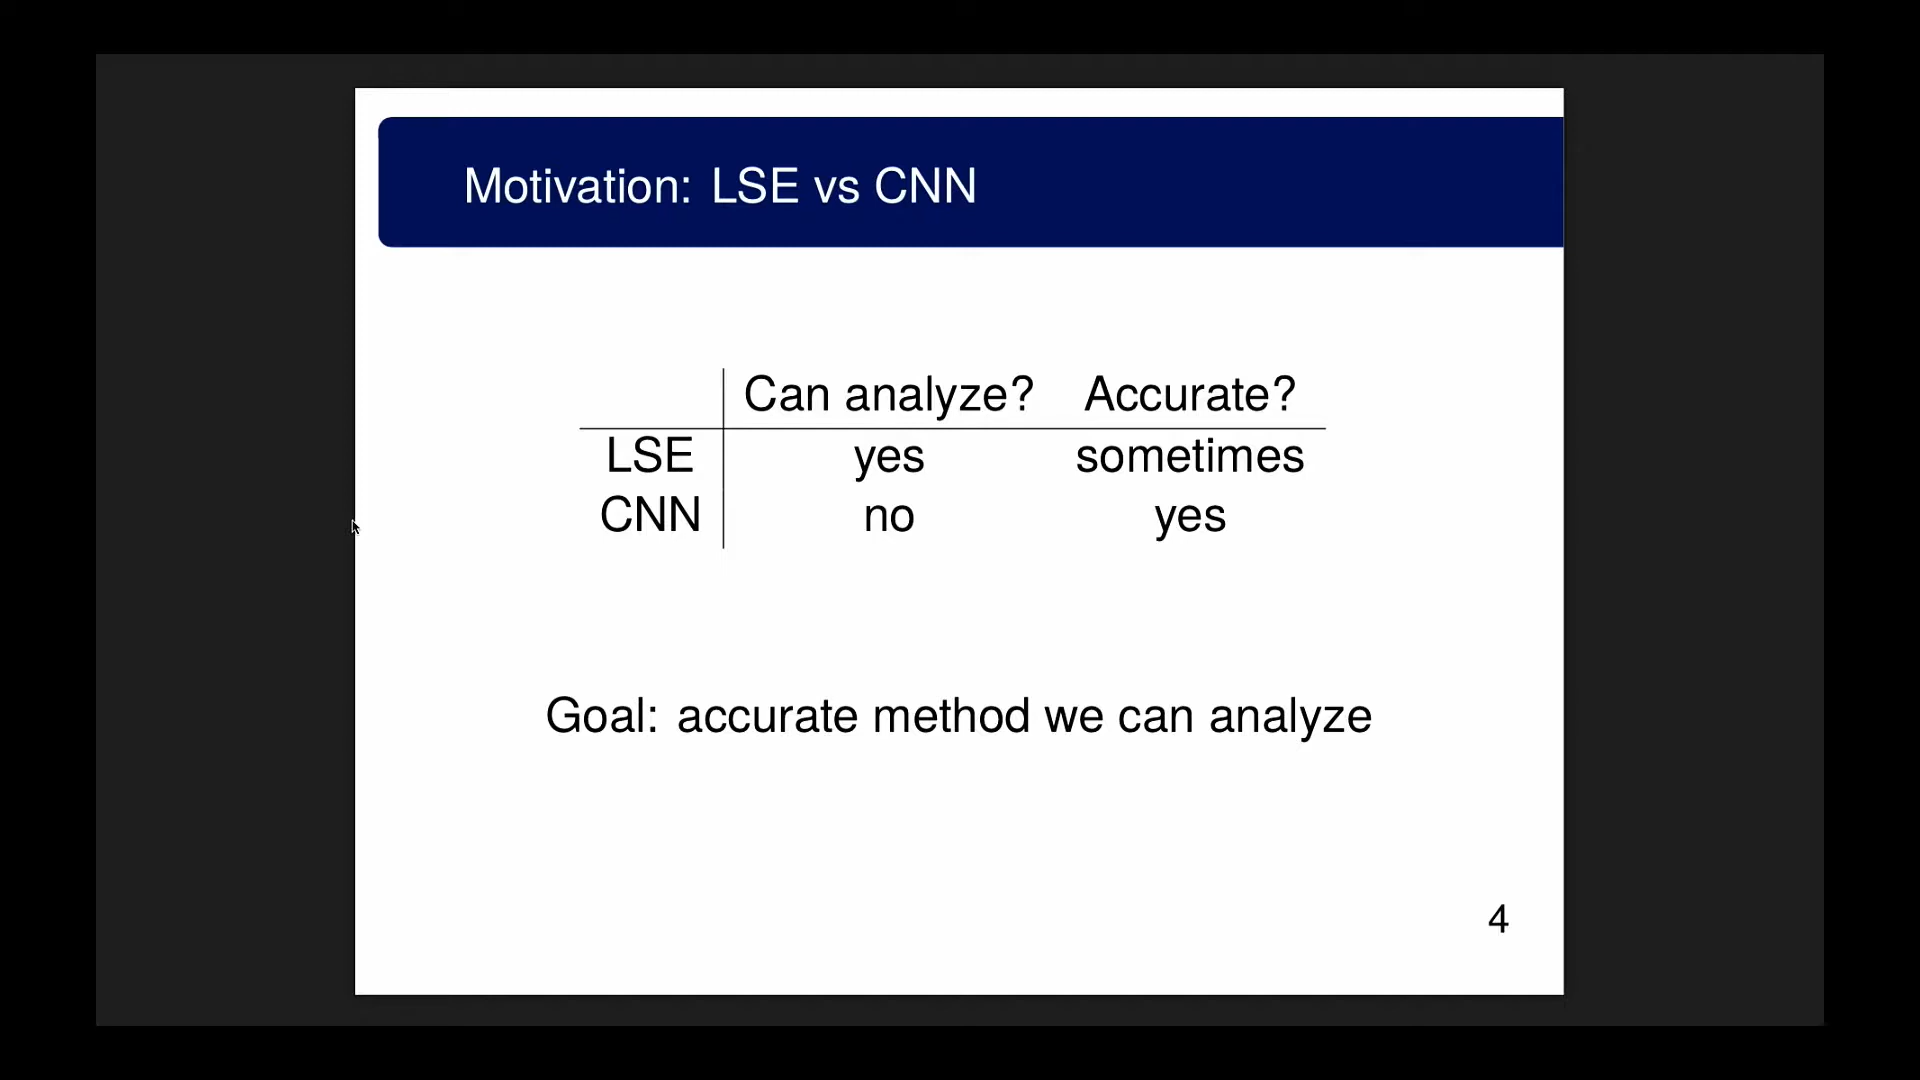 Motivation: LSE vs CNN
Can analyze? Accurate?
LSE yes sometimes
CNN no yes
Goal: accurate method we can analyze
4